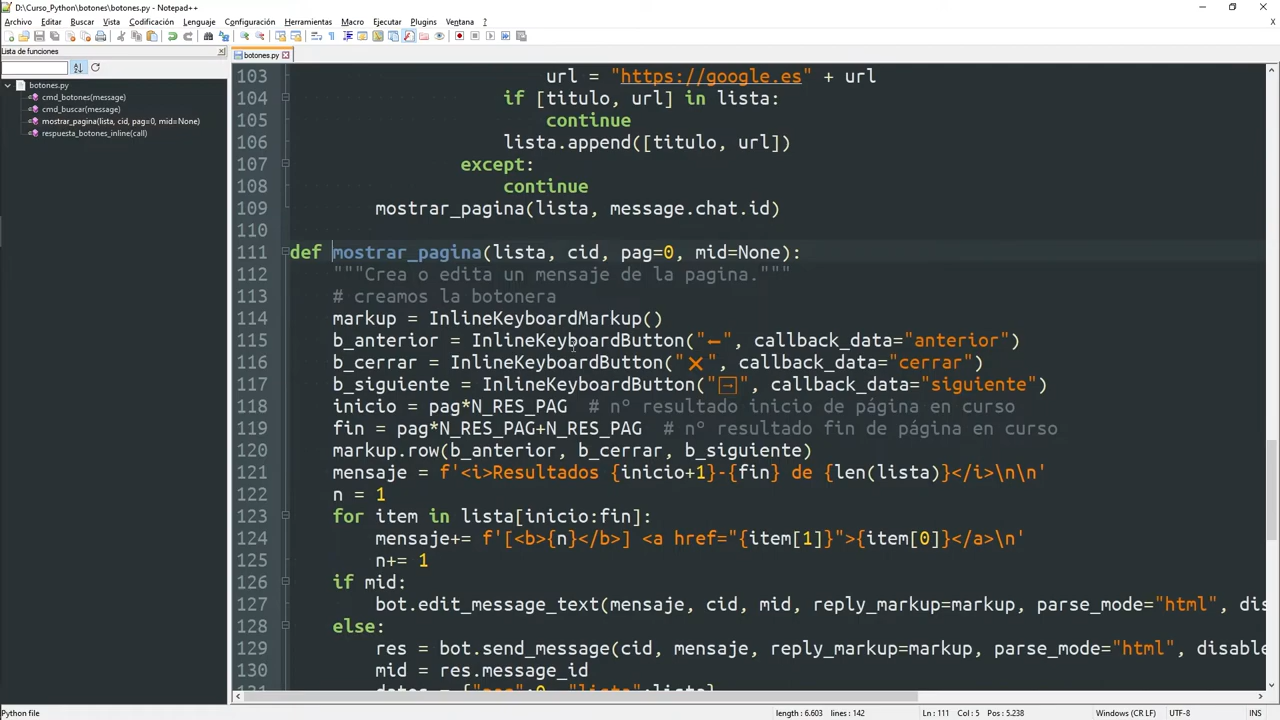 D:\Curso_Python\botones\botones.py - Notepad++
Archivo Editar Buscar Vista Codificación Lenguaje Configuración Herramientas Macro Ejecutar Plugins Ventana ?
Lista de funciones
botones.py
cmd_botones(message)
cmd_buscar(message)
mostrar_pagina(lista, cid, pag=0, mid=None)
respuesta_botones_inline(call)
botones.py
103 url = "https://google.es" + url
104 if [titulo, url] in lista:
105 continue
106 lista.append([titulo, url])
107 except:
108 continue
109 mostrar_pagina(lista, message.chat.id)
110
111 def mostrar_pagina(lista, cid, pag=0, mid=None):
112 """Crea o edita un mensaje de la pagina."""
113 # creamos la botonera
114 markup = InlineKeyboardMarkup()
115 b_anterior = InlineKeyboardButton("⬅", callback_data="anterior")
116 b_cerrar = InlineKeyboardButton("❌", callback_data="cerrar")
117 b_siguiente = InlineKeyboardButton("➡", callback_data="siguiente")
118 inicio = pag*N_RES_PAG # nº resultado inicio de página en curso
119 fin = pag*N_RES_PAG+N_RES_PAG # nº resultado fin de página en curso
120 markup.row(b_anterior, b_cerrar, b_siguiente)
121 mensaje = f'<i>Resultados {inicio+1}-{fin} de {len(lista)}</i>\n\n'
122 n = 1
123 for item in lista[inicio:fin]:
124 mensaje+= f'[<b>{n}</b>] <a href="{item[1]}">{item[0]}</a>\n'
125 n+= 1
126 if mid:
127 bot.edit_message_text(mensaje, cid, mid, reply_markup=markup, parse_mode="html", dis
128 else:
129 res = bot.send_message(cid, mensaje, reply_markup=markup, parse_mode="html", disable
130 mid = res.message_id
131 datos = {"pag":0, "lista":lista}
Python file length : 6.603 lines : 142 Ln : 111 Col : 5 Pos : 5.238 Windows (CR LF) UTF-8 INS